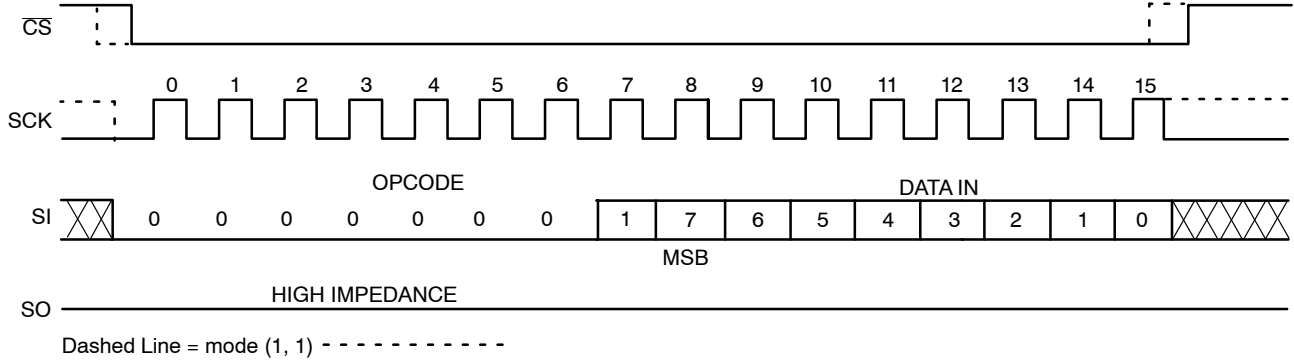 CS
0 1 2 3 4 5 6 7 8 9 10 11 12 13 14 15
SCK
OPCODE DATA IN
SI 0 0 0 0 0 0 0 1 7 6 5 4 3 2 1 0
MSB
HIGH IMPEDANCE
SO
Dashed Line = mode (1, 1)